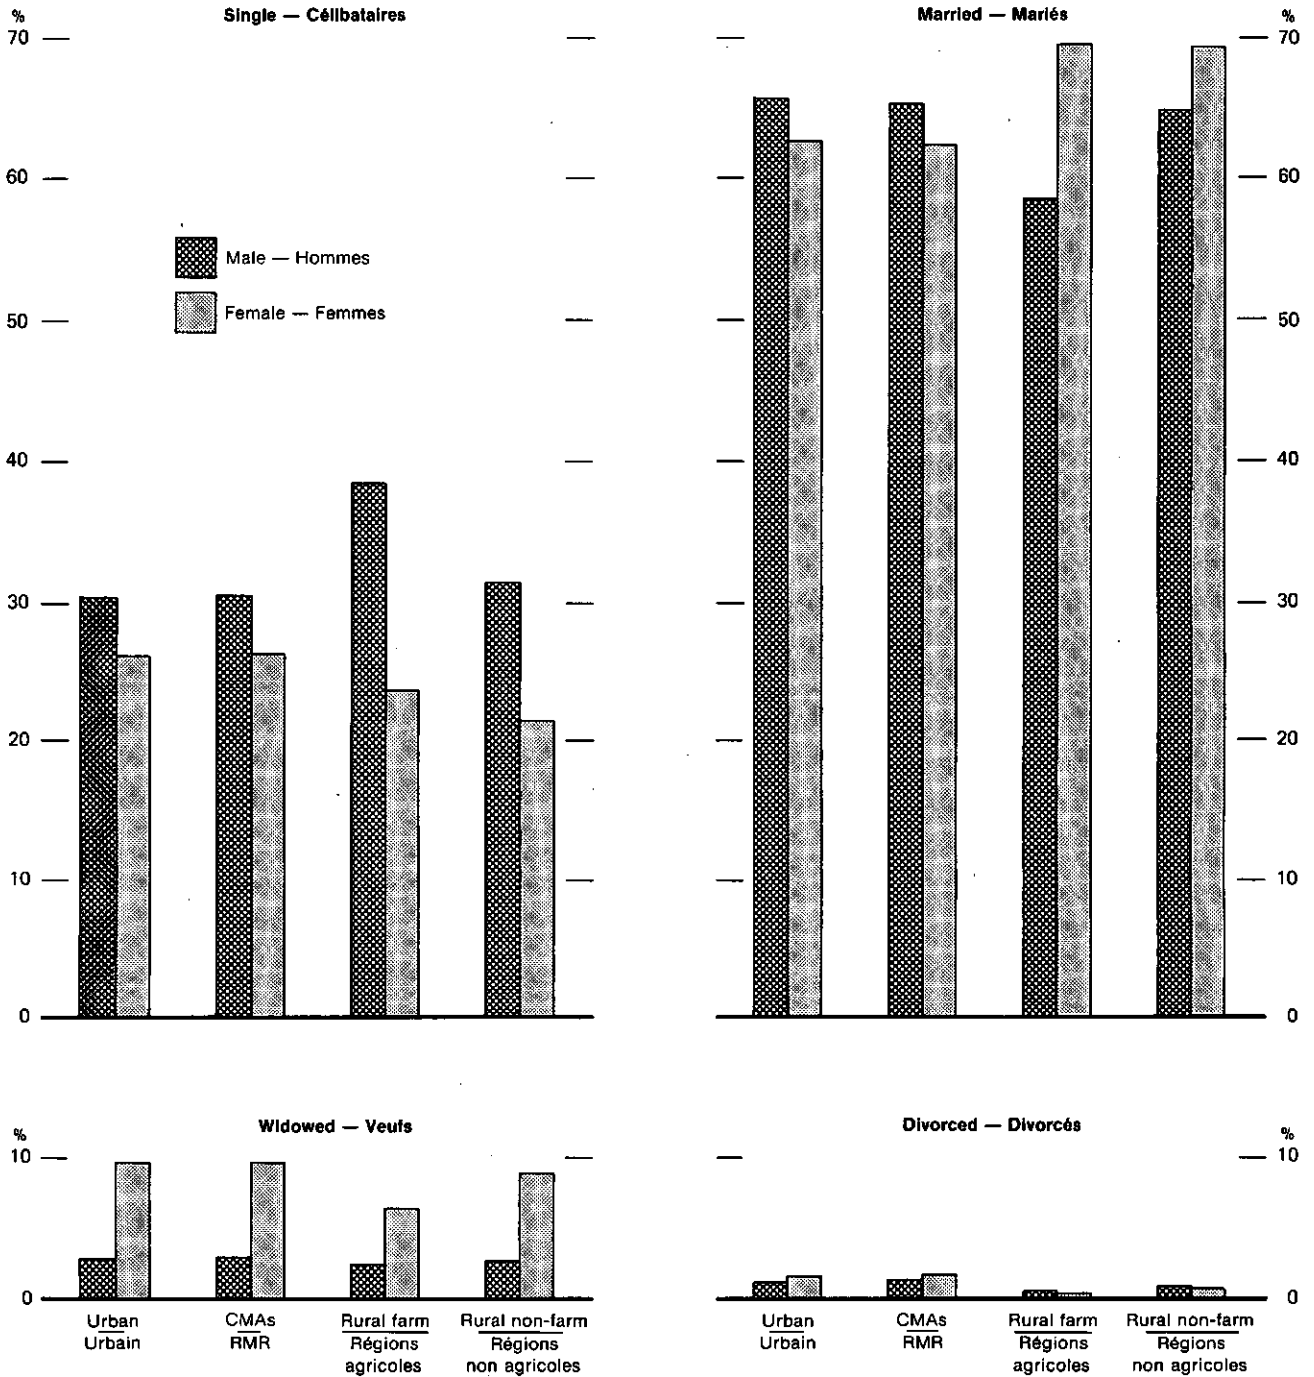 Single — Célibataires
%
70
60
50
40
30
20
10
0
Male — Hommes
Female — Femmes
Married — Mariés
%
70
60
50
40
30
20
10
0
Widowed — Veufs
%
10
0
Urban
Urbain
CMAs
RMR
Rural farm
Régions
agricoles
Rural non-farm
Régions
non agricoles
Divorced — Divorcés
%
10
0
Urban
Urbain
CMAs
RMR
Rural farm
Régions
agricoles
Rural non-farm
Régions
non agricoles